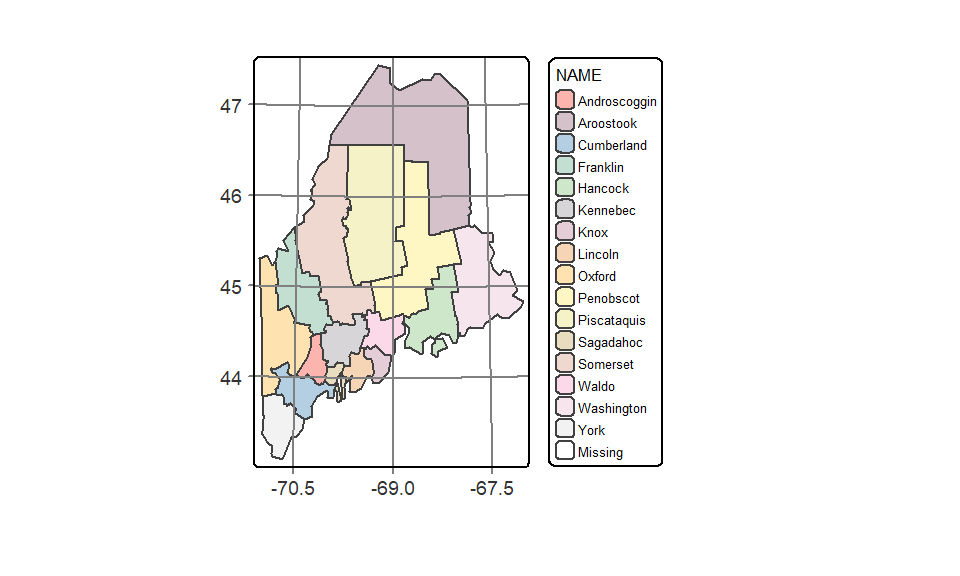 47
46
45
44
-70.5 -69.0 -67.5
NAME
Androscoggin
Aroostook
Cumberland
Franklin
Hancock
Kennebec
Knox
Lincoln
Oxford
Penobscot
Piscataquis
Sagadahoc
Somerset
Waldo
Washington
York
Missing